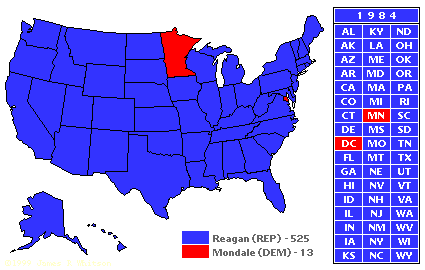 1984
AL KY ND
AK LA OH
AZ ME OK
AR MD OR
CA MA PA
CO MI RI
CT MN SC
DE MS SD
DC MO TN
FL MT TX
GA NE UT
HI NV VT
ID NH VA
IL NJ WA
IN NM WV
IA NY WI
KS NC WY
Reagan (REP) - 525
Mondale (DEM) - 13